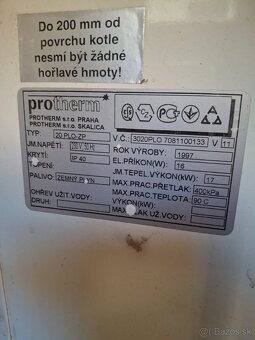 Do 200 mm od
povrchu kotle
nesmí být žádné
hořlavé hmoty!
protherm
PROTHERM s.r.o. PRAHA
PROTHERM s.r.o. SKALICA
TYP: 20 PLO-ZP
JM.NAPĚTÍ: 230 V, 50 Hz
KRYTÍ: IP 40
TOPENÍ:
PALIVO: ZEMNÝ PLYN
OHŘEV UŽIT.VODY:
DRUH:
V.Č.: 3020PLO 7081100133 V 11
ROK VÝROBY: 1997
EL.PŘÍKON(W): 16
JM.TEPEL.VÝKON(kW): 17
MAX.PRAC.PŘETLAK: 400kPa
MAX.PRAC.TEPLOTA: 90 C
VÝKON(kW):
MAX.TLAK UŽ.VODY:
bazos.sk